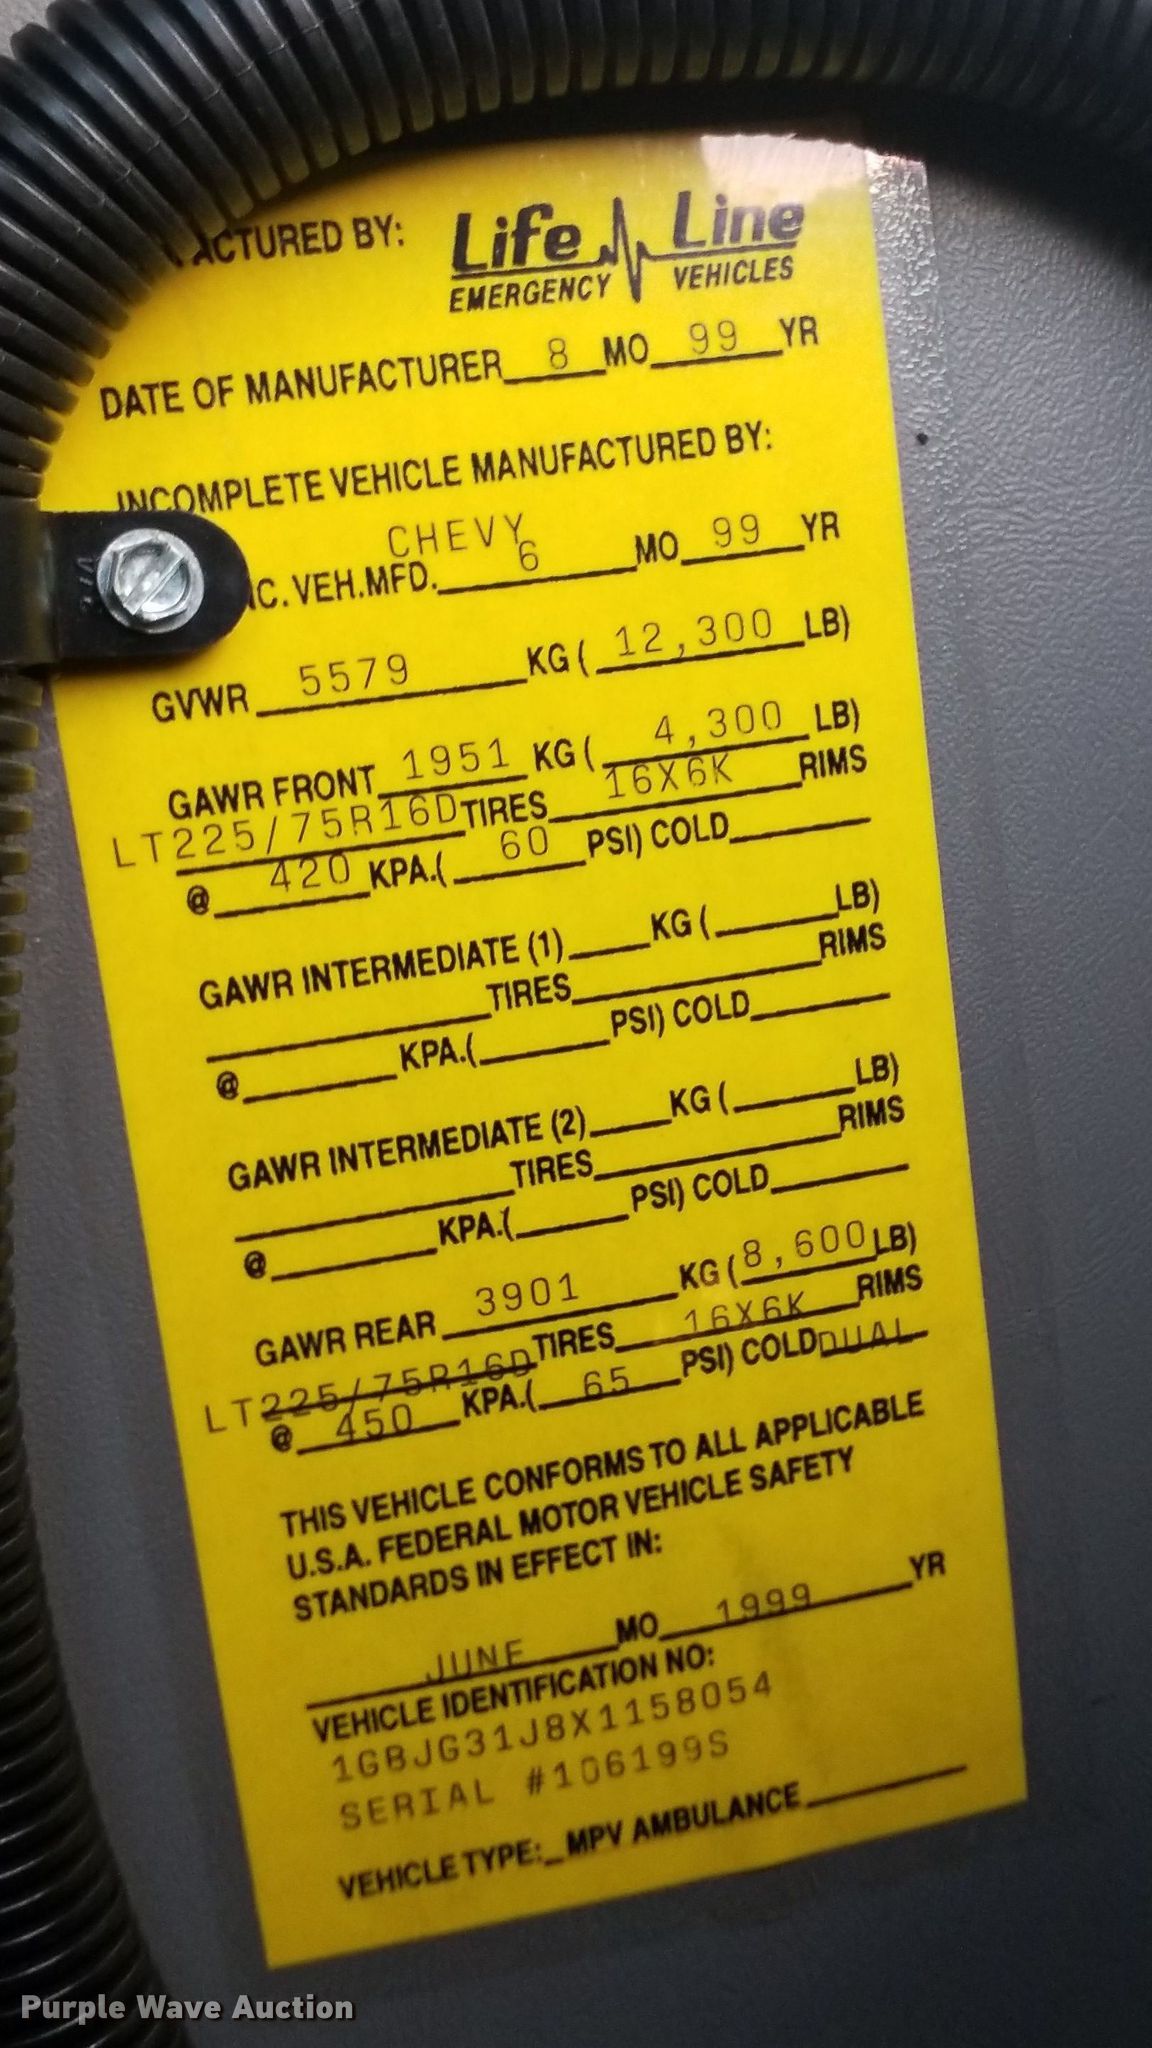 ACTURED BY: Life Line
EMERGENCY VEHICLES
DATE OF MANUFACTURER 8 MO 99 YR
INCOMPLETE VEHICLE MANUFACTURED BY:
CHEVY
NC. VEH.MFD. 6 MO 99 YR
GVWR 5579 KG ( 12,300 LB)
GAWR FRONT 1951 KG ( 4,300 LB)
LT225/75R16D TIRES 16X6K RIMS
@ 420 KPA.( 60 PSI) COLD
GAWR INTERMEDIATE (1) KG ( LB)
TIRES RIMS
@ KPA.( PSI) COLD
GAWR INTERMEDIATE (2) KG ( LB)
TIRES RIMS
@ KPA.( PSI) COLD
GAWR REAR 3901 KG ( 8,600 LB)
LT225/75R16D TIRES 16X6K RIMS
@ 450 KPA.( 65 PSI) COLD DUAL
THIS VEHICLE CONFORMS TO ALL APPLICABLE
U.S.A. FEDERAL MOTOR VEHICLE SAFETY
STANDARDS IN EFFECT IN:
JUNE MO 1999 YR
VEHICLE IDENTIFICATION NO:
1GBJG31J8X1158054
SERIAL #106199S
VEHICLE TYPE: MPV AMBULANCE
Purple Wave Auction